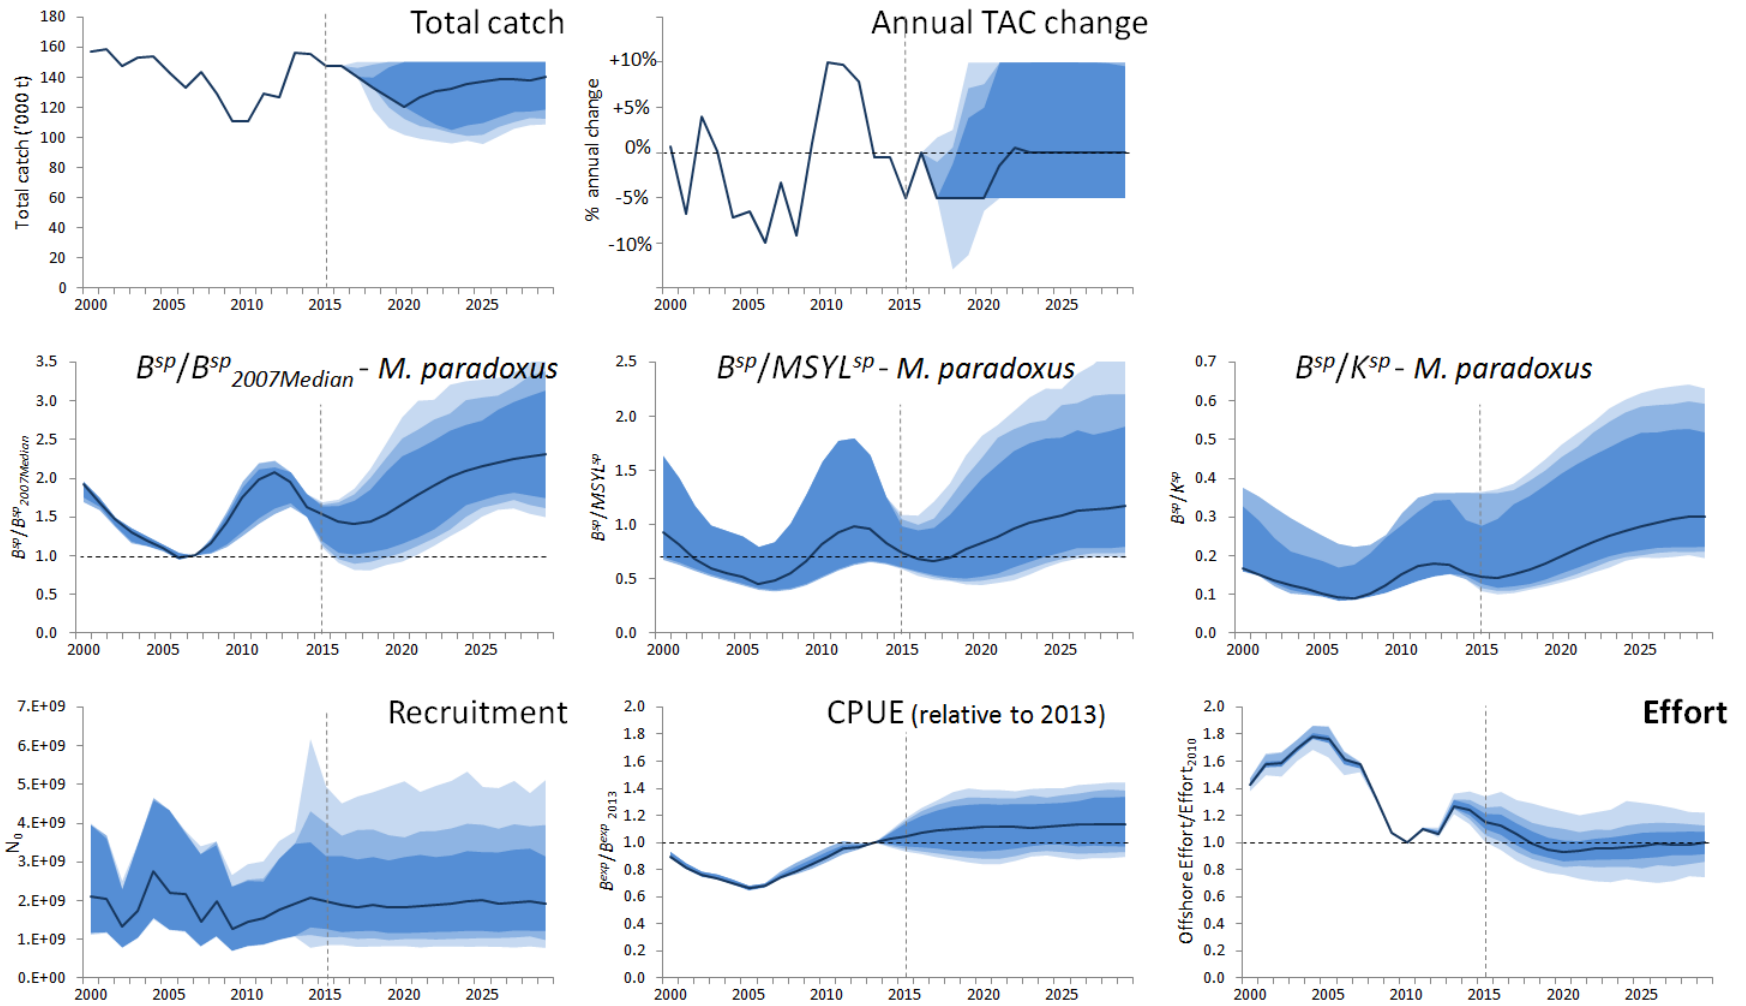 Total catch
Total catch ('000 t)
180
160
140
120
100
80
60
40
20
0
2000 2005 2010 2015 2020 2025
Annual TAC change
% annual change
+10%
+5%
0%
-5%
-10%
2000 2005 2010 2015 2020 2025
Bsp/Bsp2007Median - M. paradoxus
Bsp/Bsp2007Median
3.5
3.0
2.5
2.0
1.5
1.0
0.5
0.0
2000 2005 2010 2015 2020 2025
Bsp/MSYLsp - M. paradoxus
Bsp/MSYLsp
2.5
2.0
1.5
1.0
0.5
0.0
2000 2005 2010 2015 2020 2025
Bsp/Ksp - M. paradoxus
Bsp/Ksp
0.7
0.6
0.5
0.4
0.3
0.2
0.1
0.0
2000 2005 2010 2015 2020 2025
Recruitment
N0
7.E+09
6.E+09
5.E+09
4.E+09
3.E+09
2.E+09
1.E+09
0.E+00
2000 2005 2010 2015 2020 2025
CPUE (relative to 2013)
Bexp/Bexp2013
2.0
1.8
1.6
1.4
1.2
1.0
0.8
0.6
0.4
0.2
0.0
2000 2005 2010 2015 2020 2025
Effort
Offshore Effort/Effort2010
2.0
1.8
1.6
1.4
1.2
1.0
0.8
0.6
0.4
0.2
0.0
2000 2005 2010 2015 2020 2025